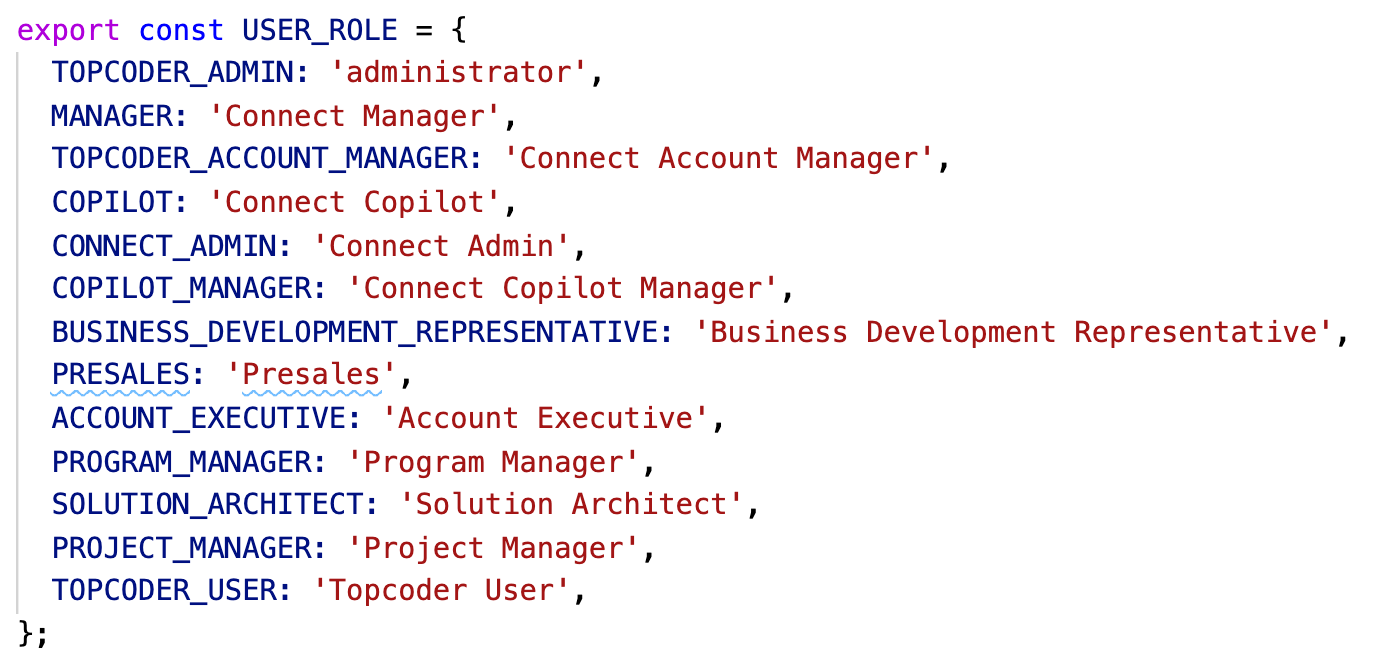 export const USER_ROLE = {
TOPCODER_ADMIN: 'administrator',
MANAGER: 'Connect Manager',
TOPCODER_ACCOUNT_MANAGER: 'Connect Account Manager',
COPILOT: 'Connect Copilot',
CONNECT_ADMIN: 'Connect Admin',
COPILOT_MANAGER: 'Connect Copilot Manager',
BUSINESS_DEVELOPMENT_REPRESENTATIVE: 'Business Development Representative',
PRESALES: 'Presales',
ACCOUNT_EXECUTIVE: 'Account Executive',
PROGRAM_MANAGER: 'Program Manager',
SOLUTION_ARCHITECT: 'Solution Architect',
PROJECT_MANAGER: 'Project Manager',
TOPCODER_USER: 'Topcoder User',
};